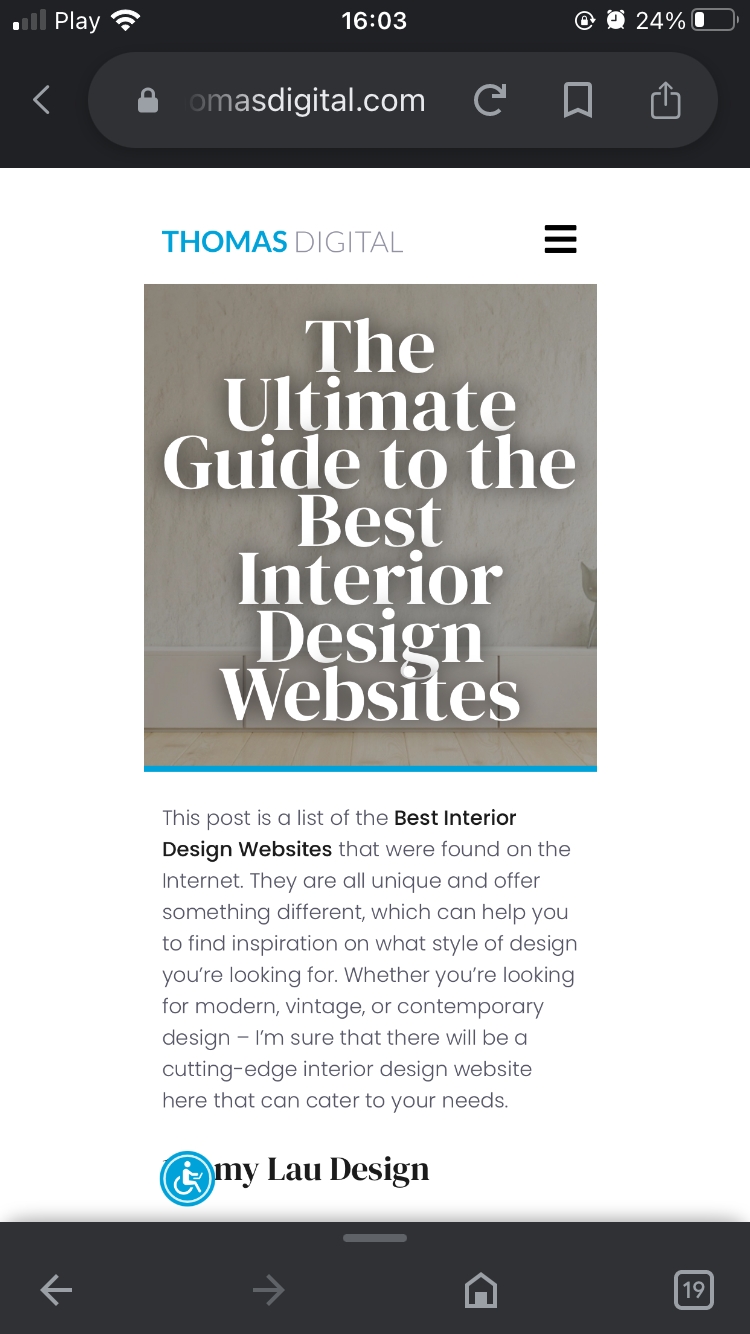 Play 16:03 24%
omasdigital.com
THOMAS DIGITAL
The
Ultimate
Guide to the
Best
Interior
Design
Websites
This post is a list of the Best Interior
Design Websites that were found on the
Internet. They are all unique and offer
something different, which can help you
to find inspiration on what style of design
you’re looking for. Whether you’re looking
for modern, vintage, or contemporary
design – I’m sure that there will be a
cutting-edge interior design website
here that can cater to your needs.
my Lau Design
19